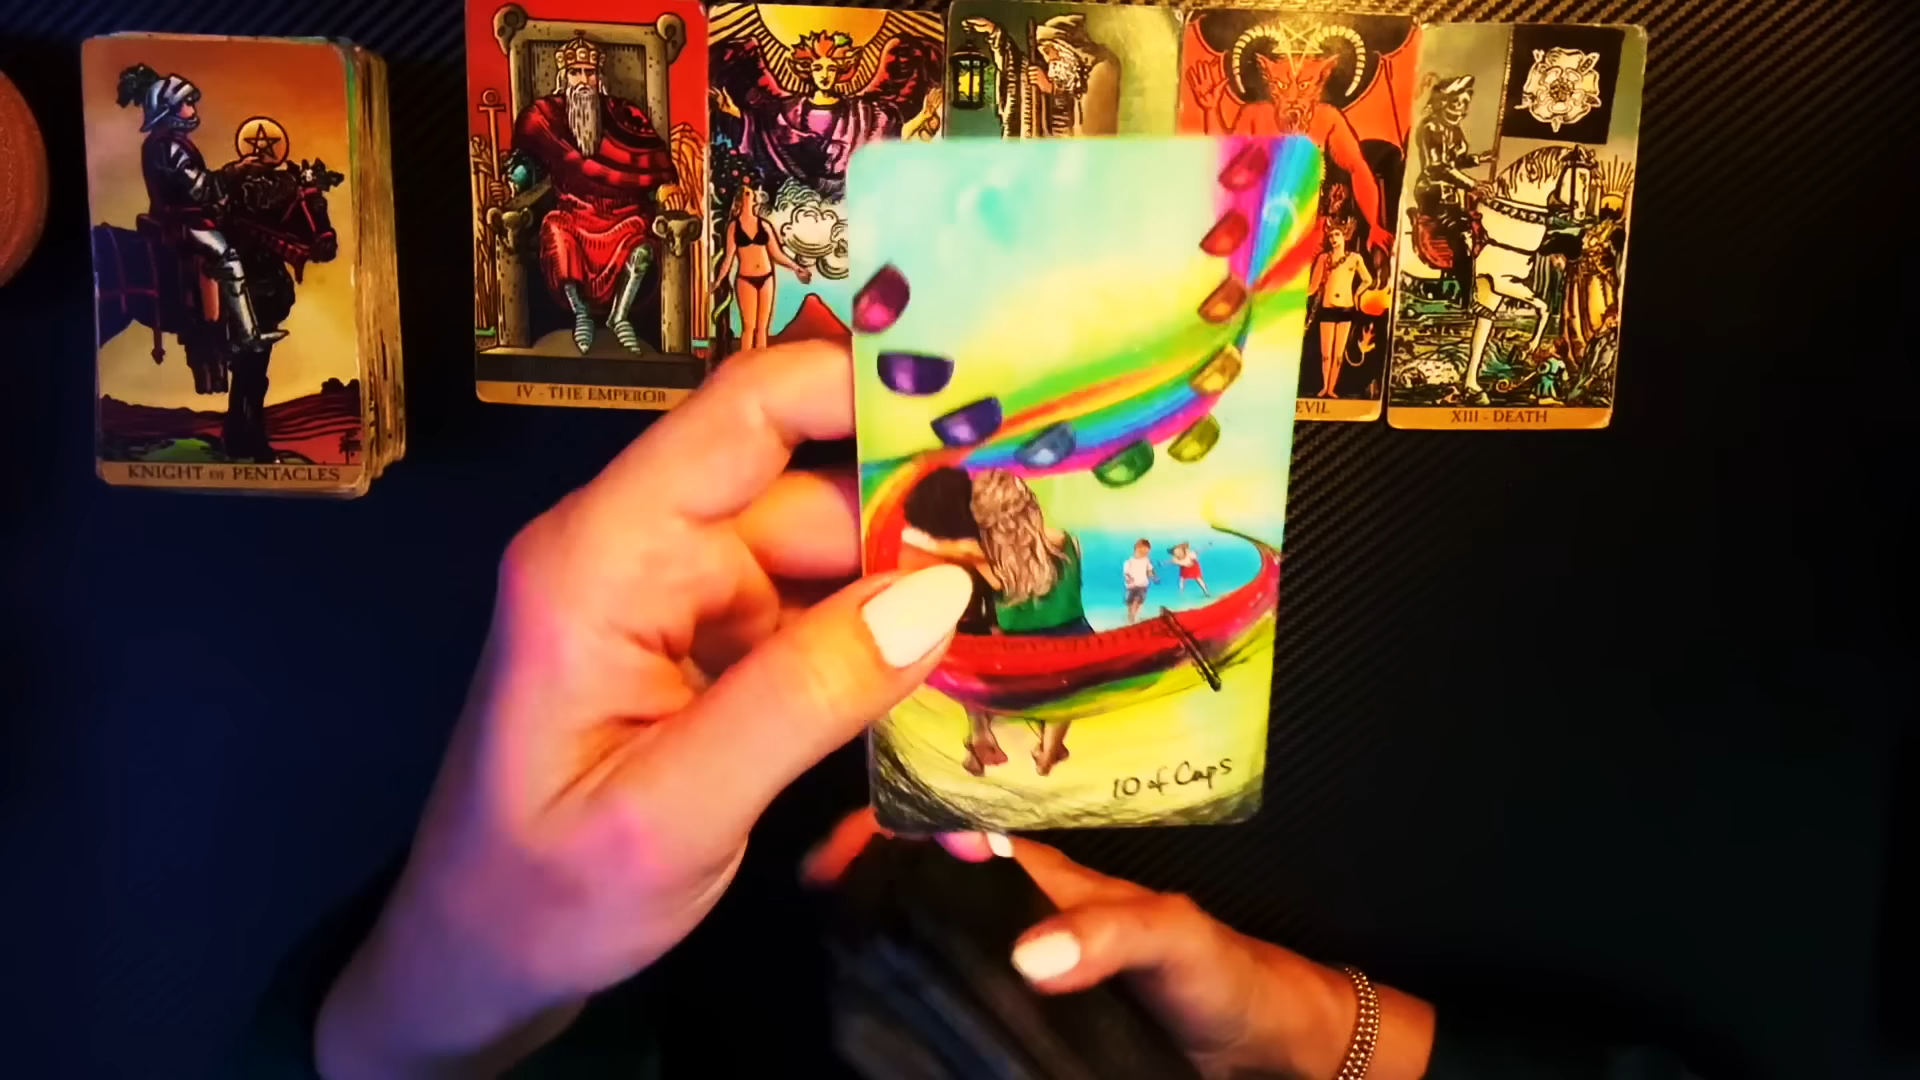 KNIGHT OF PENTACLES
IV - THE EMPEROR
EVIL
XIII - DEATH
10 of Cups